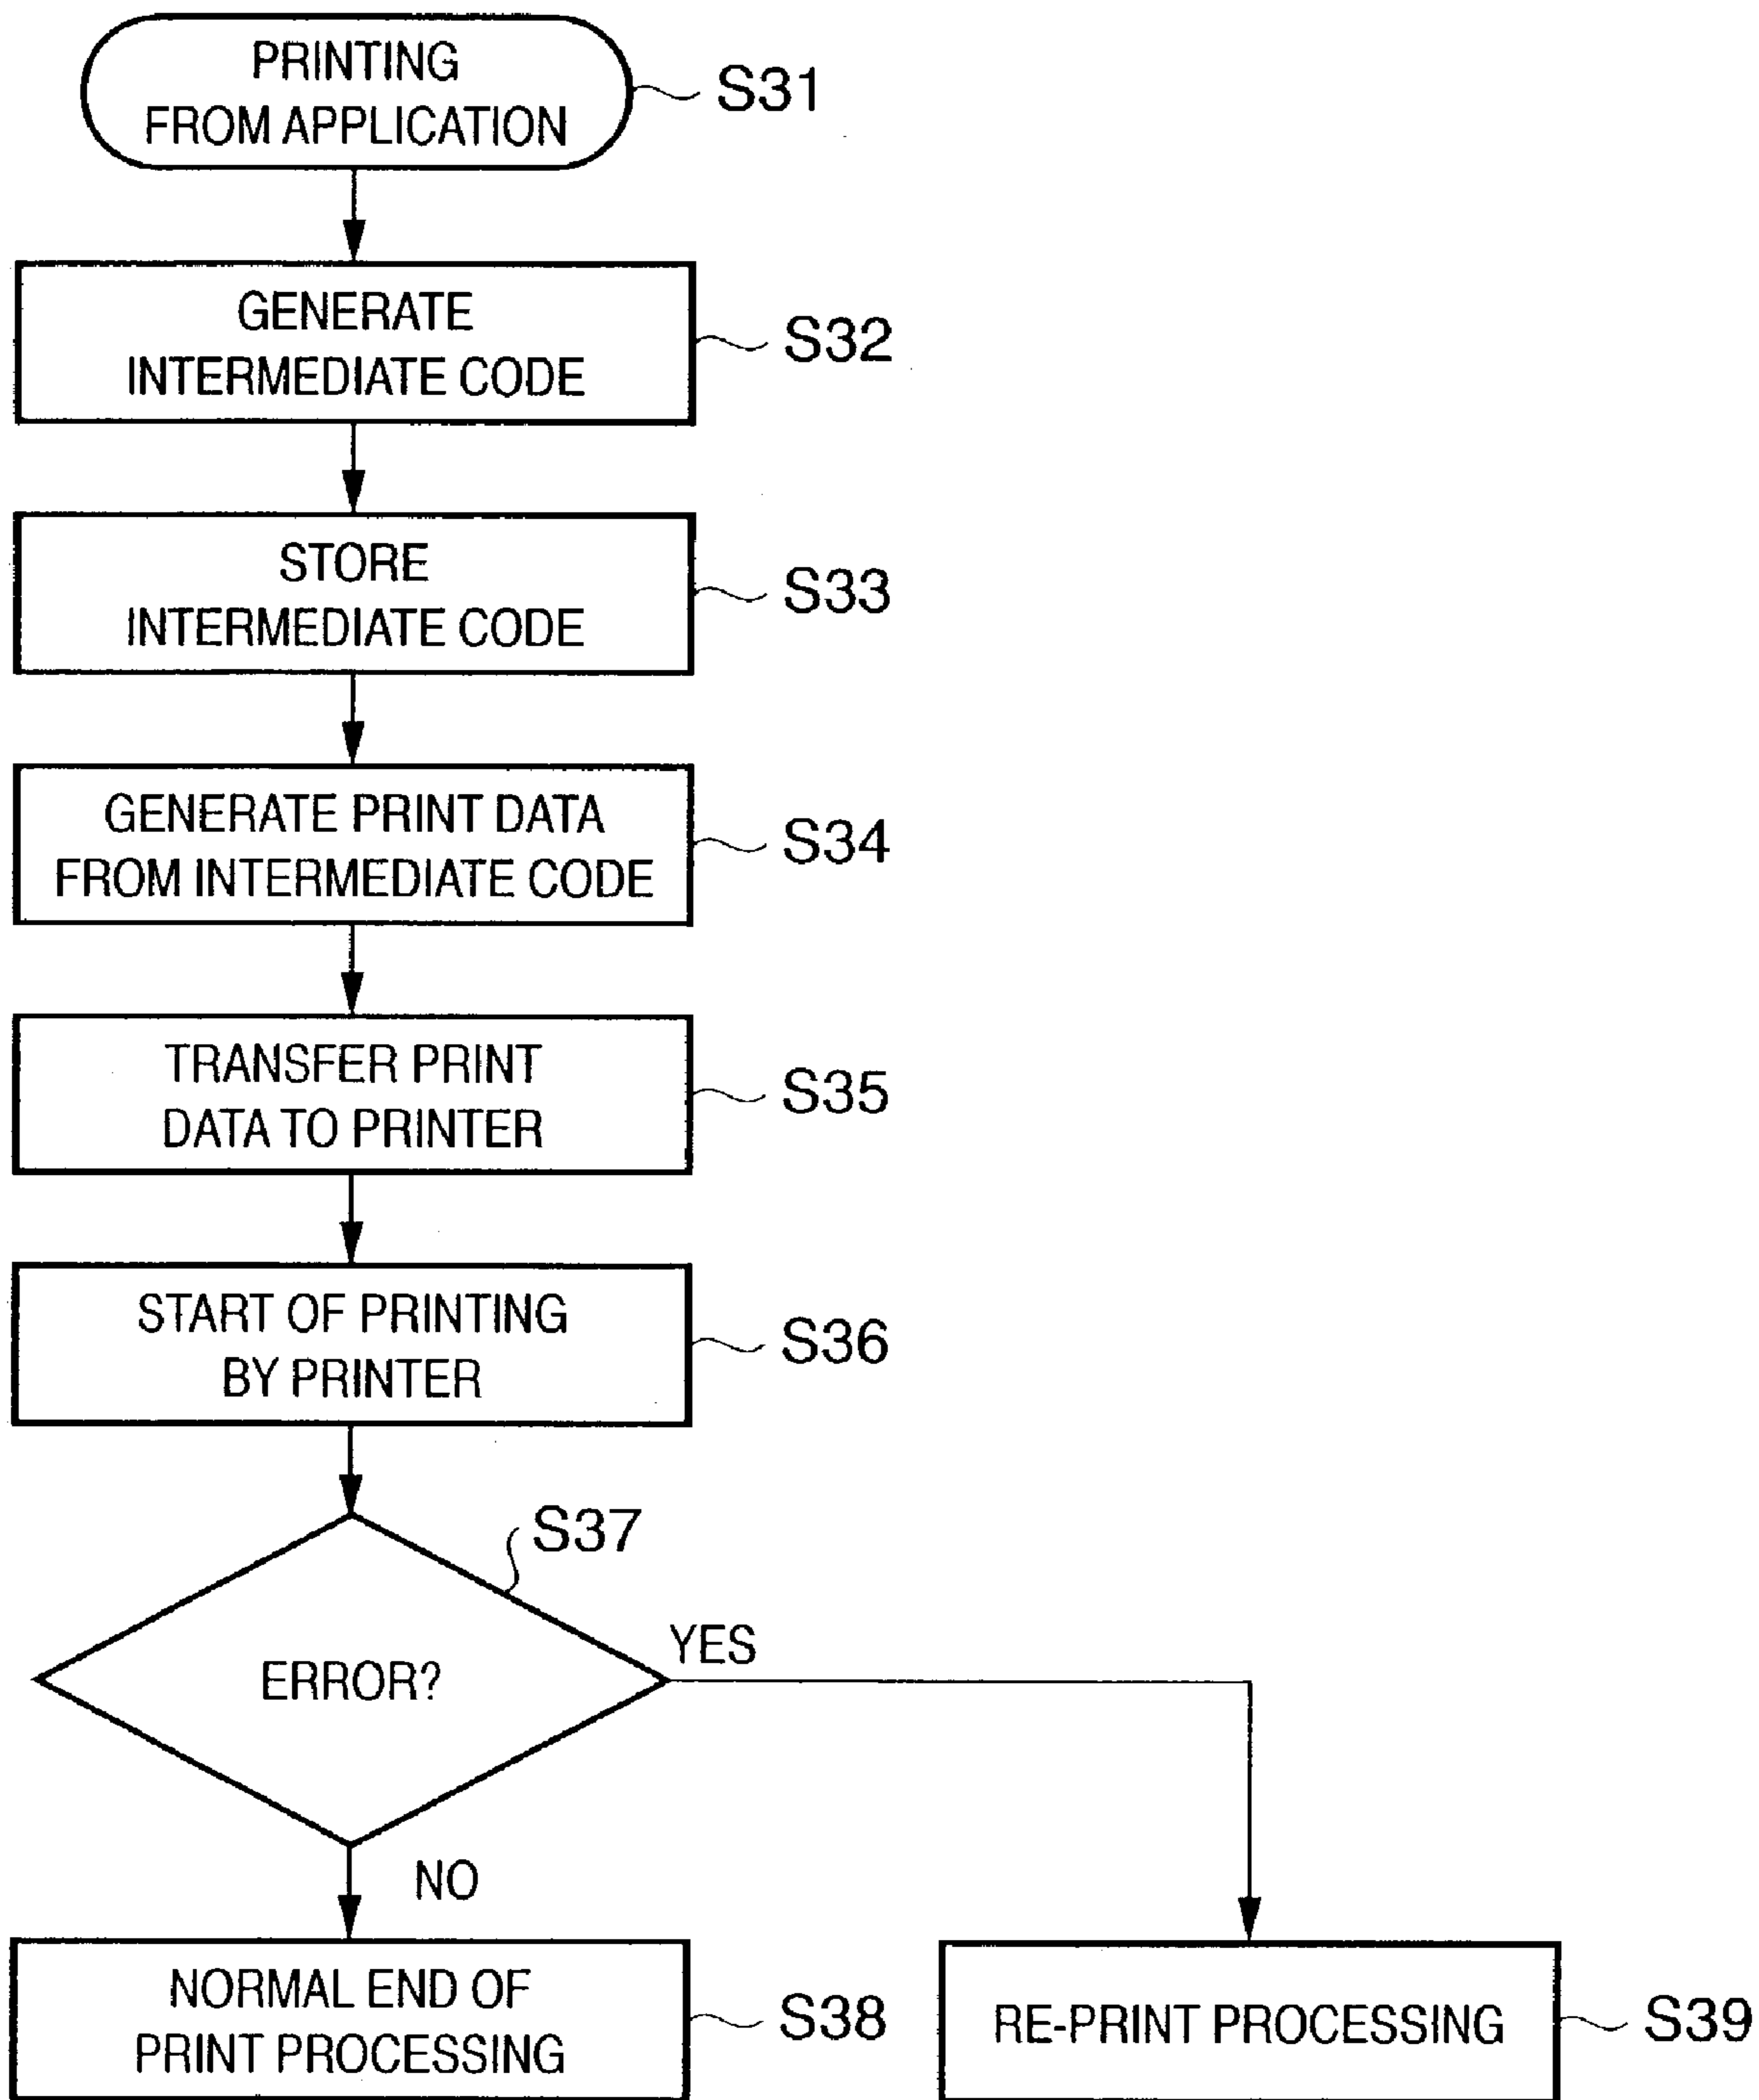 PRINTING
FROM APPLICATION
S31
GENERATE
INTERMEDIATE CODE
S32
STORE
INTERMEDIATE CODE
S33
GENERATE PRINT DATA
FROM INTERMEDIATE CODE
S34
TRANSFER PRINT
DATA TO PRINTER
S35
START OF PRINTING
BY PRINTER
S36
S37
ERROR?
YES
NO
NORMAL END OF
PRINT PROCESSING
S38
RE-PRINT PROCESSING
S39